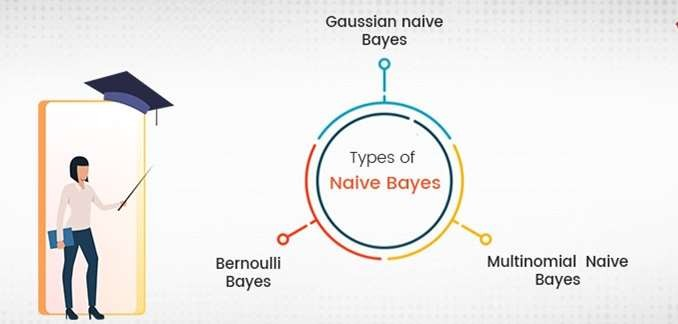 Gaussian naive
Bayes
Types of
Naive Bayes
Bernoulli
Bayes
Multinomial Naive
Bayes